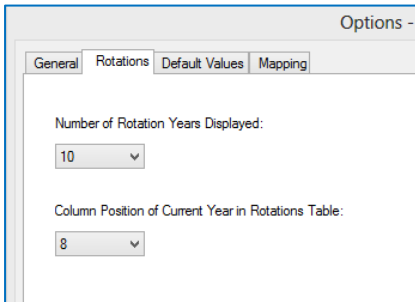 Options -
General Rotations Default Values Mapping
Number of Rotation Years Displayed:
10
Column Position of Current Year in Rotations Table:
8